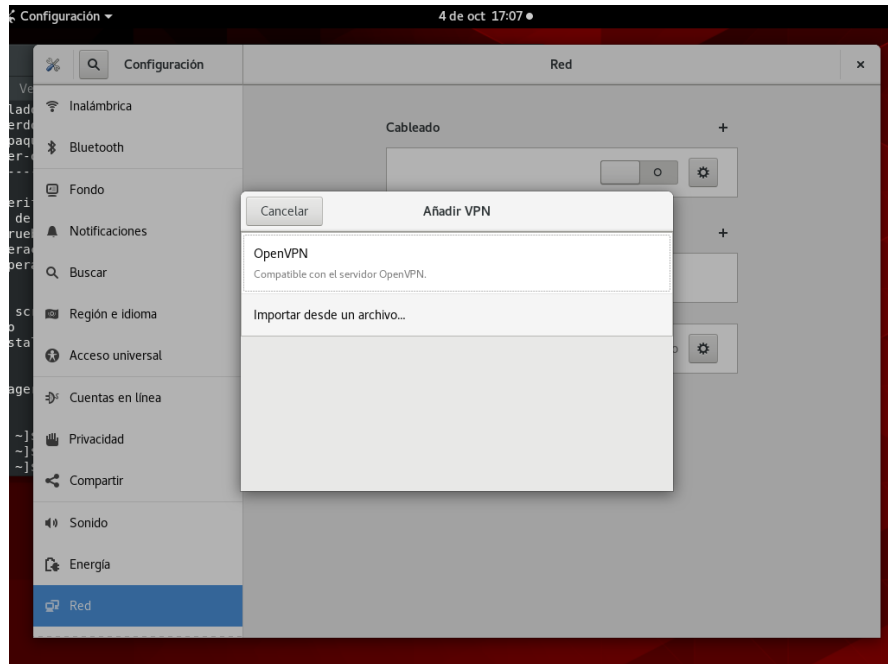 Configuración
4 de oct 17:07
Configuración
Red
Inalámbrica
Bluetooth
Fondo
Notificaciones
Buscar
Región e idioma
Acceso universal
Cuentas en línea
Privacidad
Compartir
Sonido
Energía
Red
Cableado
Cancelar
Añadir VPN
OpenVPN
Compatible con el servidor OpenVPN.
Importar desde un archivo...